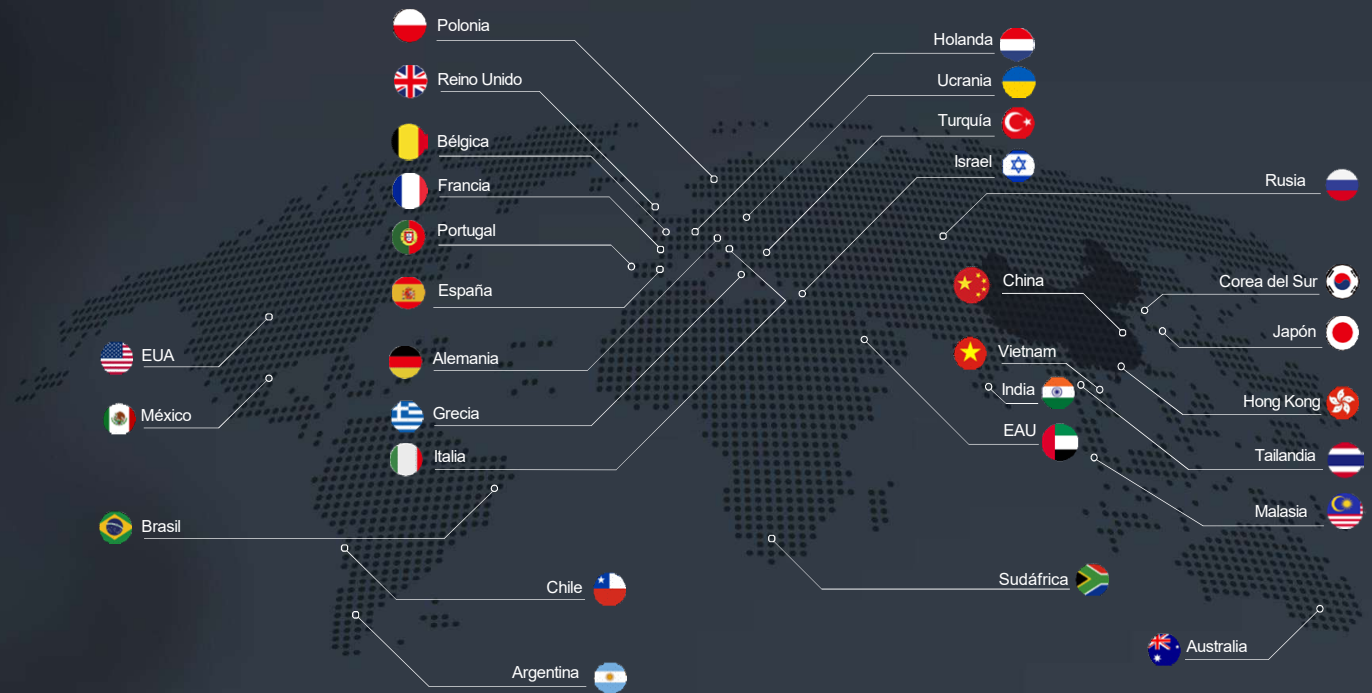 Polonia
Reino Unido
Bélgica
Francia
Portugal
España
Alemania
Grecia
Italia
EUA
México
Brasil
Chile
Argentina
Holanda
Ucrania
Turquía
Israel
Rusia
China
Corea del Sur
Japón
Vietnam
India
Hong Kong
EAU
Tailandia
Malasia
Sudáfrica
Australia